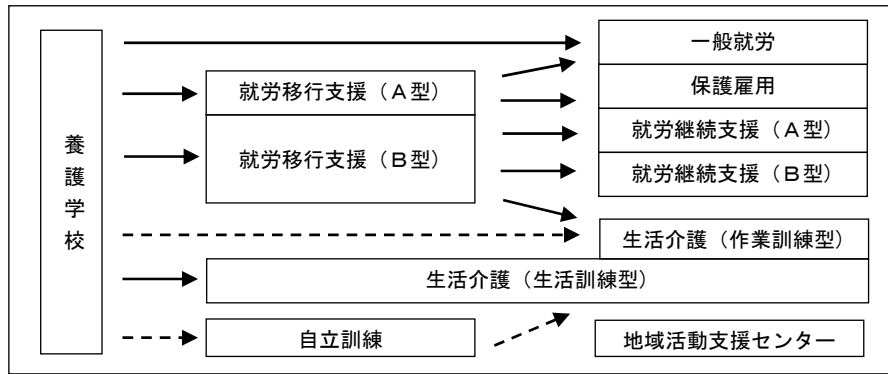 養護学校
一般就労
就労移行支援（Ａ型）
保護雇用
就労移行支援（Ｂ型）
就労継続支援（Ａ型）
就労継続支援（Ｂ型）
生活介護（作業訓練型）
生活介護（生活訓練型）
自立訓練
地域活動支援センター